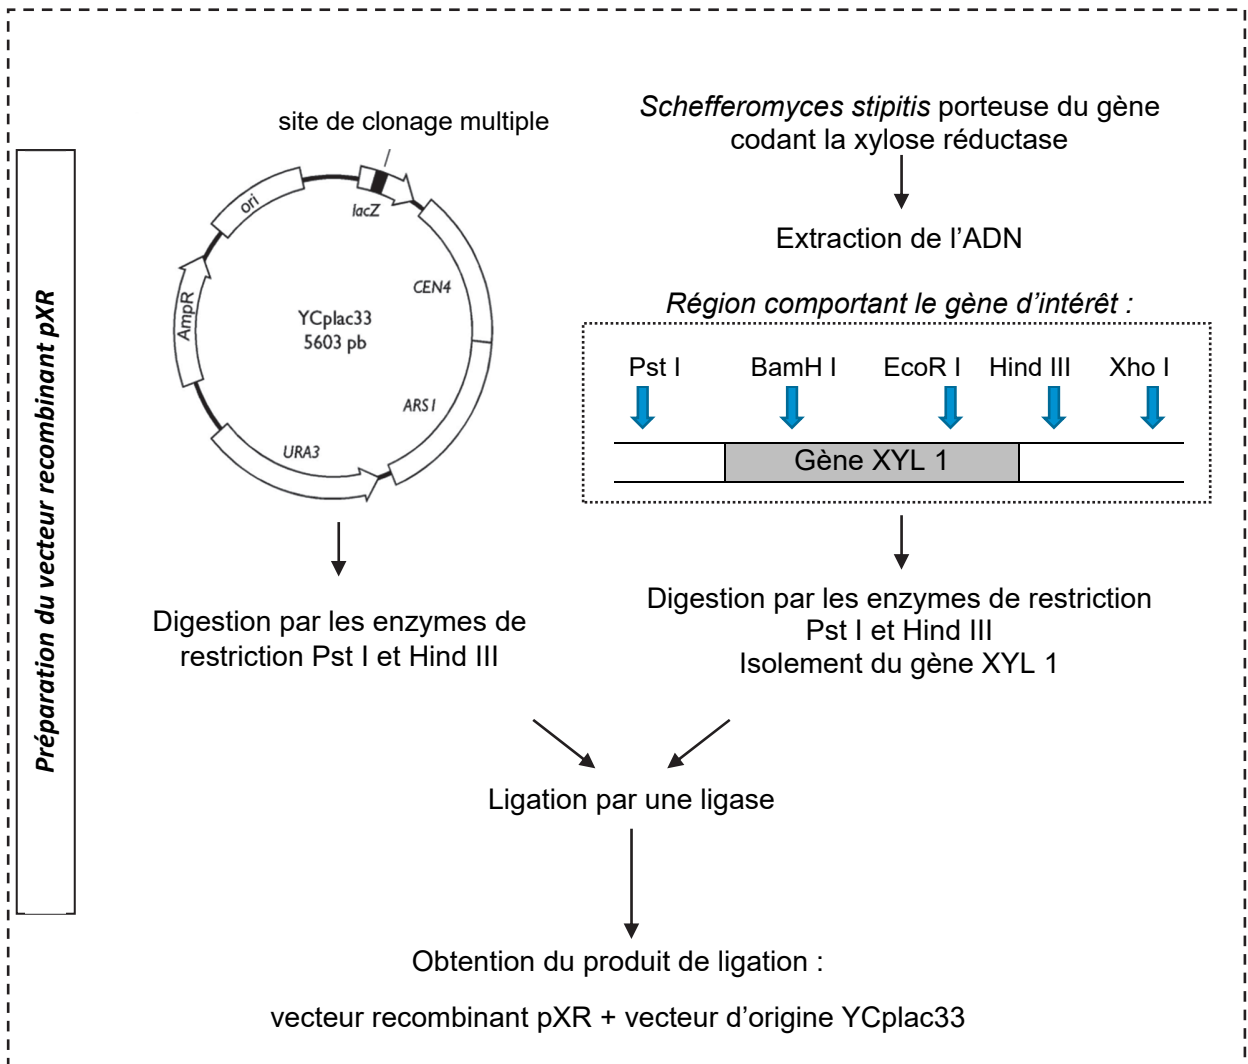 Préparation du vecteur recombinant pXR
site de clonage multiple
ori
lacZ
AmpR
CEN4
YCplac33
5603 pb
ARS1
URA3
Digestion par les enzymes de
restriction Pst I et Hind III
Schefferomyces stipitis porteuse du gène
codant la xylose réductase
Extraction de l’ADN
Région comportant le gène d’intérêt :
Pst I BamH I EcoR I Hind III Xho I
Gène XYL 1
Digestion par les enzymes de restriction
Pst I et Hind III
Isolement du gène XYL 1
Ligation par une ligase
Obtention du produit de ligation :
vecteur recombinant pXR + vecteur d’origine YCplac33